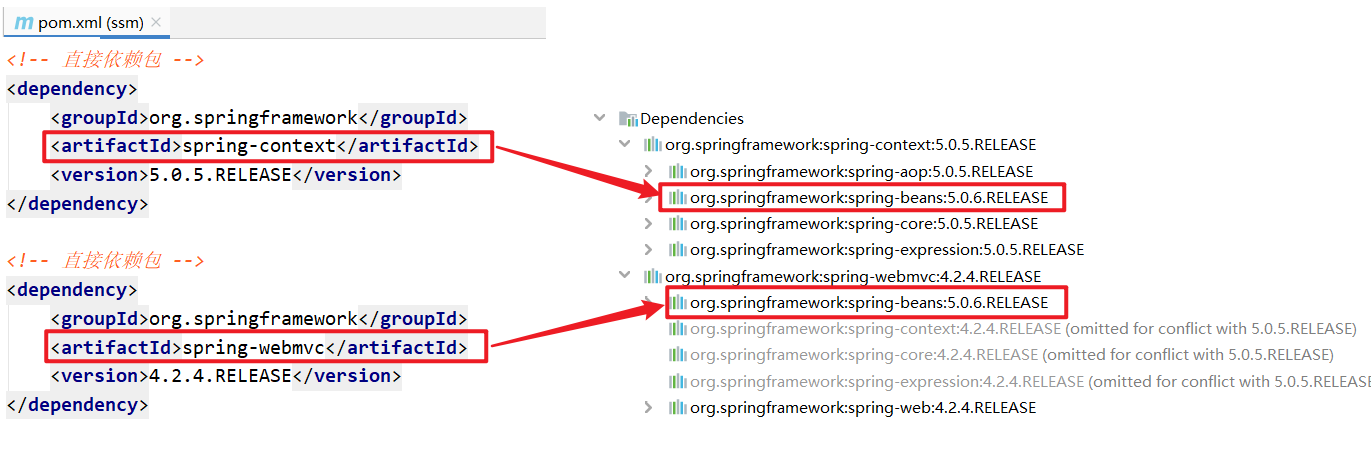 m pom.xml (ssm) ×
<!-- 直接依赖包 -->
<dependency>
<groupId>org.springframework</groupId>
<artifactId>spring-context</artifactId>
<version>5.0.5.RELEASE</version>
</dependency>
<!-- 直接依赖包 -->
<dependency>
<groupId>org.springframework</groupId>
<artifactId>spring-webmvc</artifactId>
<version>4.2.4.RELEASE</version>
</dependency>
Dependencies
org.springframework:spring-context:5.0.5.RELEASE
org.springframework:spring-aop:5.0.5.RELEASE
org.springframework:spring-beans:5.0.6.RELEASE
org.springframework:spring-core:5.0.5.RELEASE
org.springframework:spring-expression:5.0.5.RELEASE
org.springframework:spring-webmvc:4.2.4.RELEASE
org.springframework:spring-beans:5.0.6.RELEASE
org.springframework:spring-context:4.2.4.RELEASE (omitted for conflict with 5.0.5.RELEASE)
org.springframework:spring-core:4.2.4.RELEASE (omitted for conflict with 5.0.5.RELEASE)
org.springframework:spring-expression:4.2.4.RELEASE (omitted for conflict with 5.0.5.RELEASE
org.springframework:spring-web:4.2.4.RELEASE